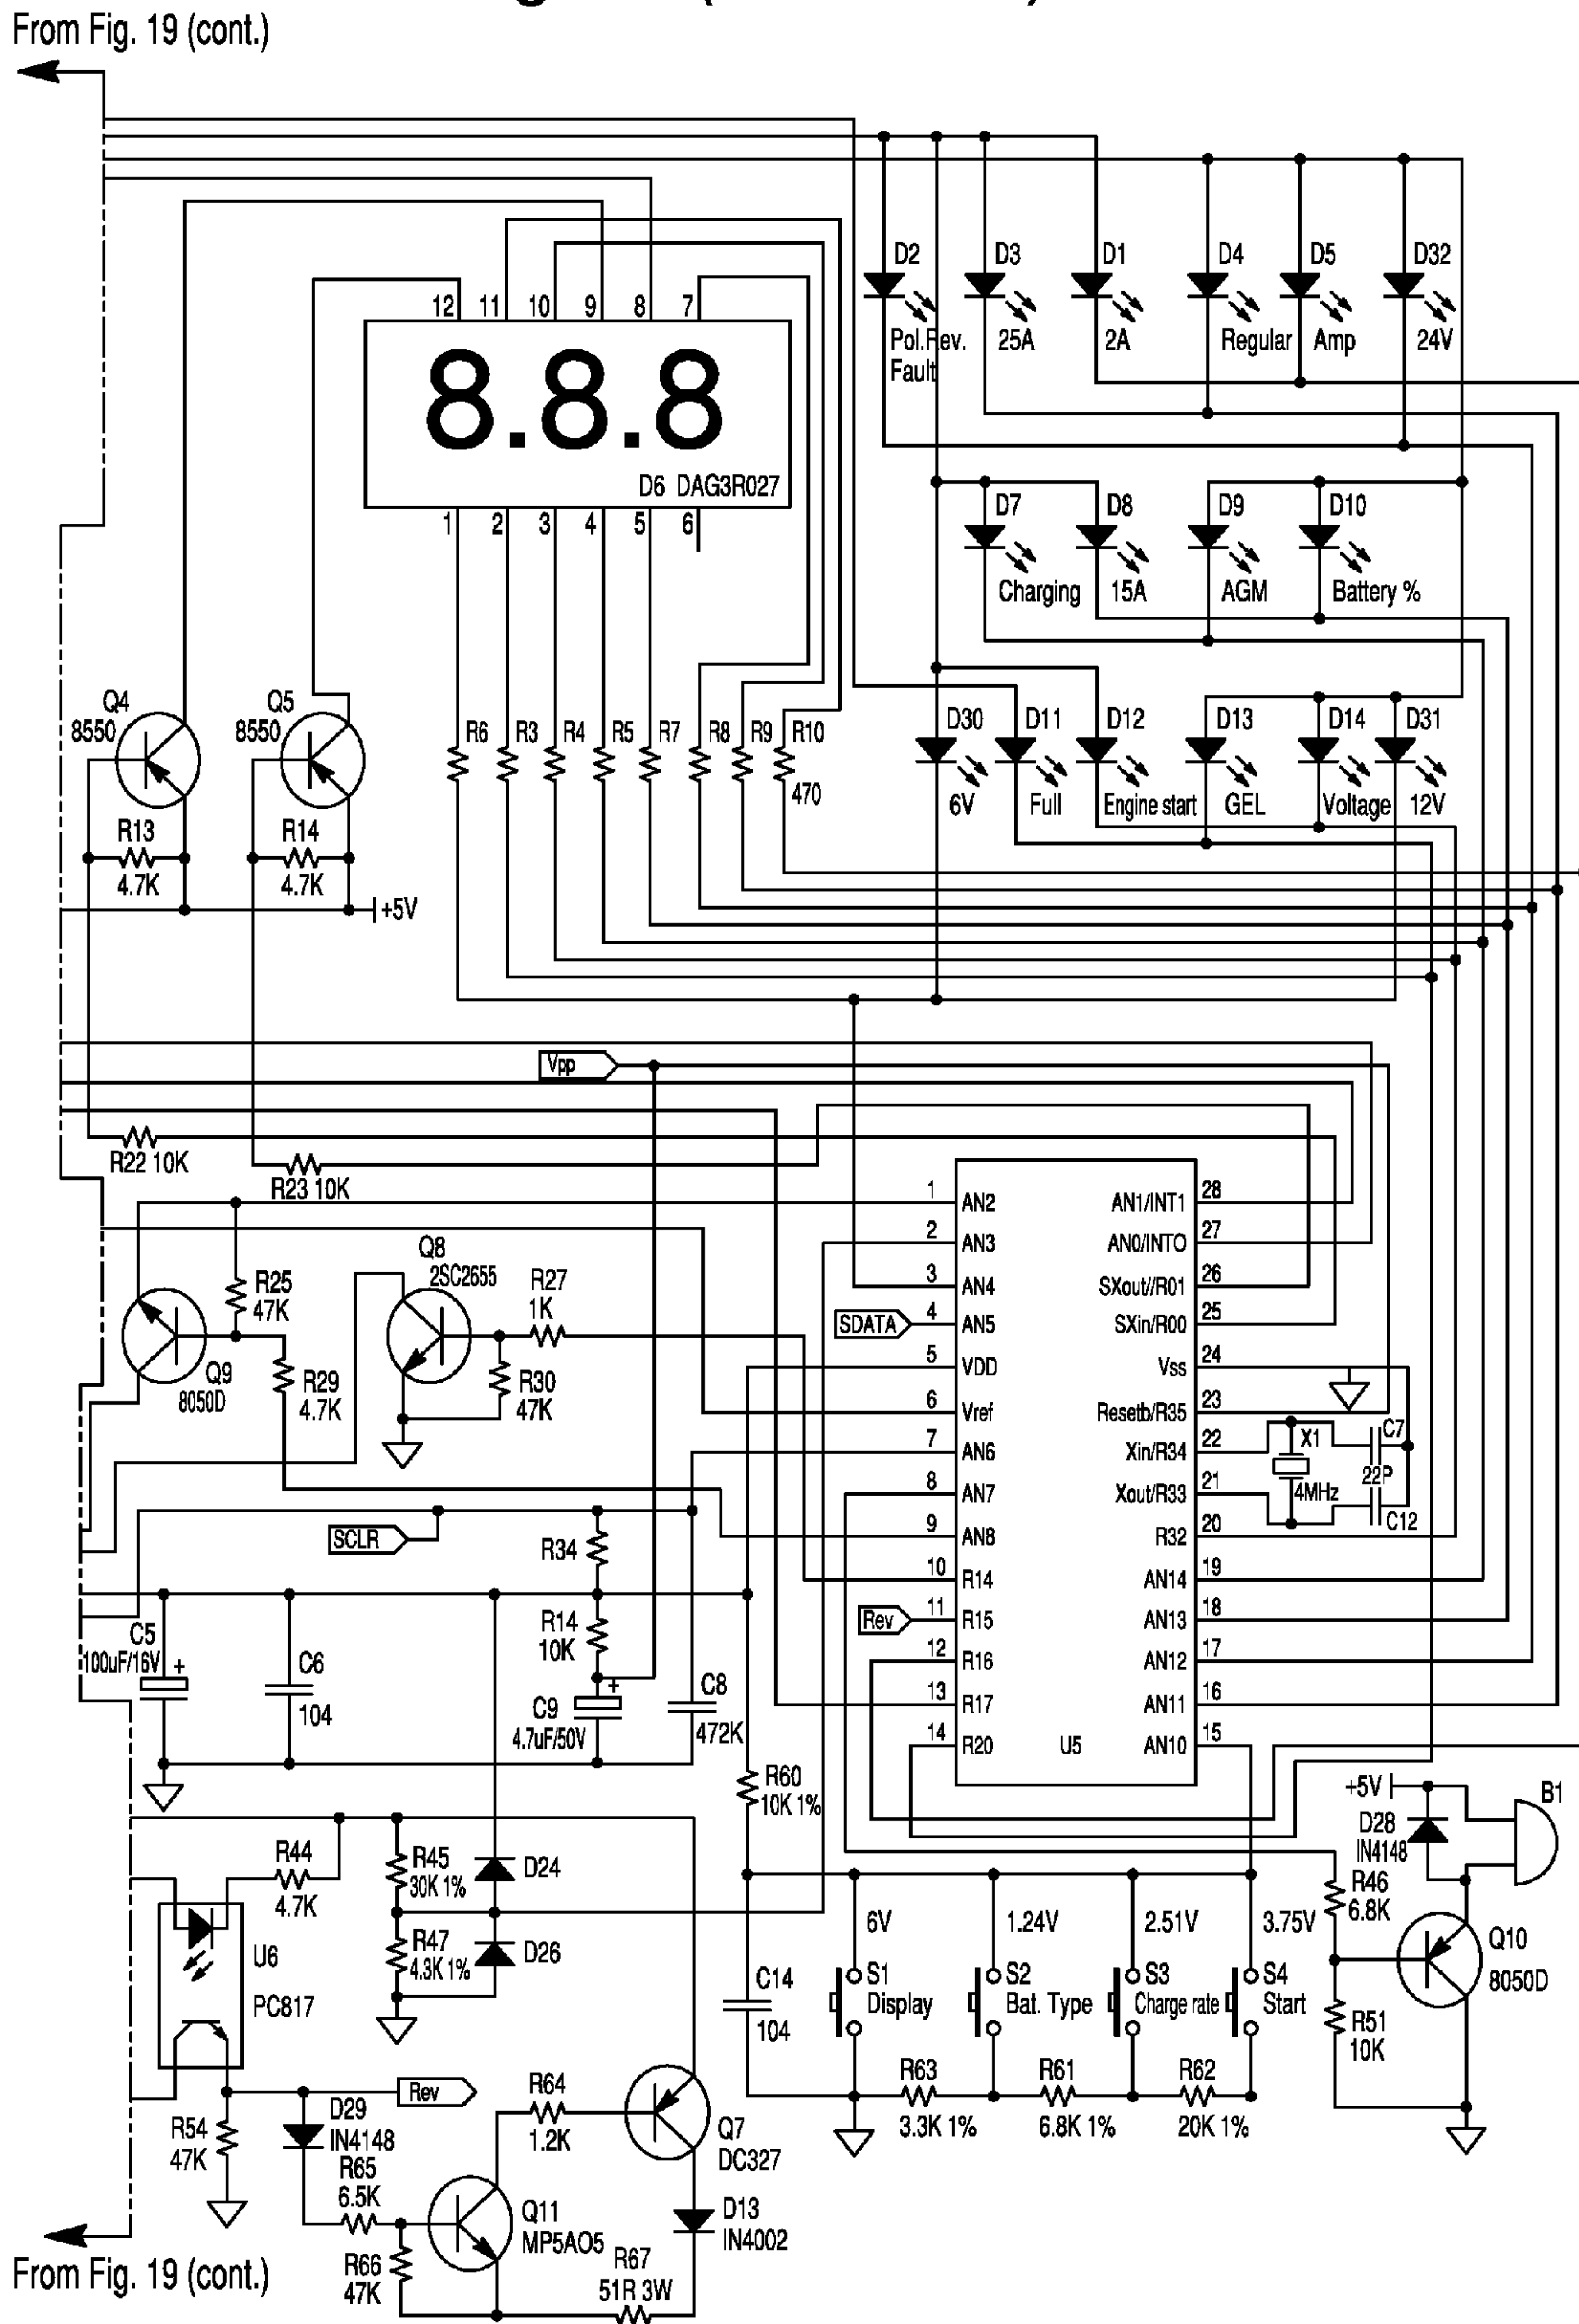 From Fig. 19 (cont.)
D2
D3
D1
D4
D5
D32
Pol.Rev.
Fault
25A
2A
Regular
Amp
24V
12 11 10 9 8 7
8.8.8
D6 DAG3R027
1 2 3 4 5 6
D7
D8
D9
D10
Charging
15A
AGM
Battery %
Q4
8550
Q5
8550
R6
R3
R4
R5
R7
R8
R9
R10
470
D30
D11
D12
D13
D14
D31
6V
Full
Engine start
GEL
Voltage
12V
R13
4.7K
R14
4.7K
+5V
Vpp
R22 10K
R23 10K
1 AN2
2 AN3
3 AN4
4 AN5
5 VDD
6 Vref
7 AN6
8 AN7
9 AN8
10 R14
11 R15
12 R16
13 R17
14 R20
U5
AN1/INT1 28
AN0/INTO 27
SXout//R01 26
SXin/R00 25
Vss 24
Resetb/R35 23
Xin/R34 22
Xout/R33 21
R32 20
AN14 19
AN13 18
AN12 17
AN11 16
AN10 15
SDATA
Rev
X1
4MHz
C7
22P
C12
R25
47K
Q9
8050D
R29
4.7K
Q8
2SC2655
R27
1K
R30
47K
SCLR
R34
R14
10K
C5
100uF/16V
+
C6
104
C9
4.7uF/50V
+
C8
472K
R60
10K 1%
+5V
B1
D28
IN4148
R46
6.8K
Q10
8050D
R51
10K
R44
4.7K
R45
30K 1%
D24
R47
4.3K 1%
D26
U6
PC817
C14
104
6V
1.24V
2.51V
3.75V
S1
Display
S2
Bat. Type
S3
Charge rate
S4
Start
R63
3.3K 1%
R61
6.8K 1%
R62
20K 1%
Rev
R54
47K
D29
IN4148
R65
6.5K
R64
1.2K
Q7
DC327
Q11
MP5AO5
D13
IN4002
R66
47K
R67
51R 3W
From Fig. 19 (cont.)